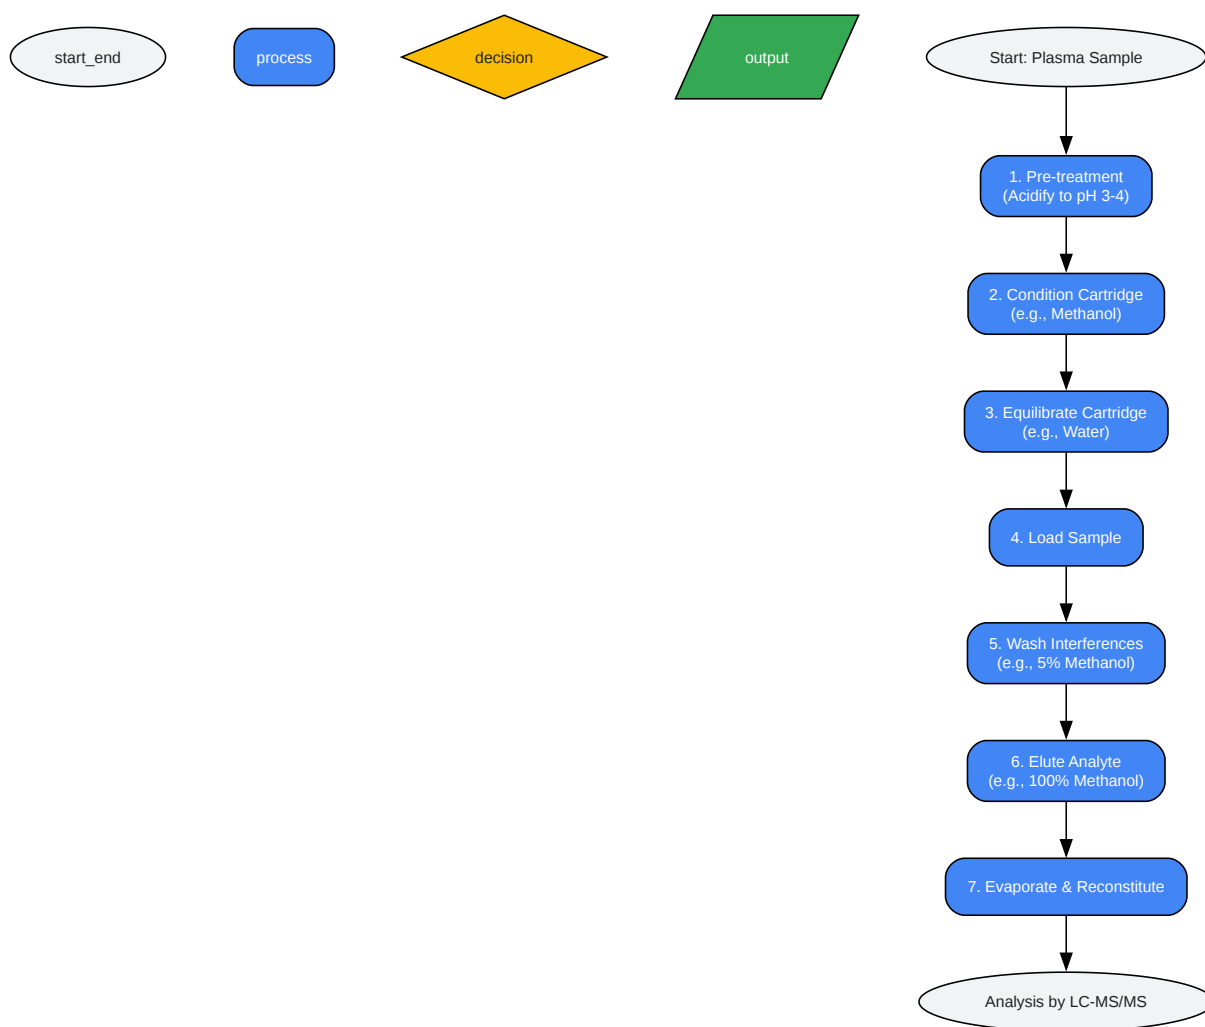 start_end
process
decision
output
Start: Plasma Sample
1. Pre-treatment
(Acidify to pH 3-4)
2. Condition Cartridge
(e.g., Methanol)
3. Equilibrate Cartridge
(e.g., Water)
4. Load Sample
5. Wash Interferences
(e.g., 5% Methanol)
6. Elute Analyte
(e.g., 100% Methanol)
7. Evaporate & Reconstitute
Analysis by LC-MS/MS